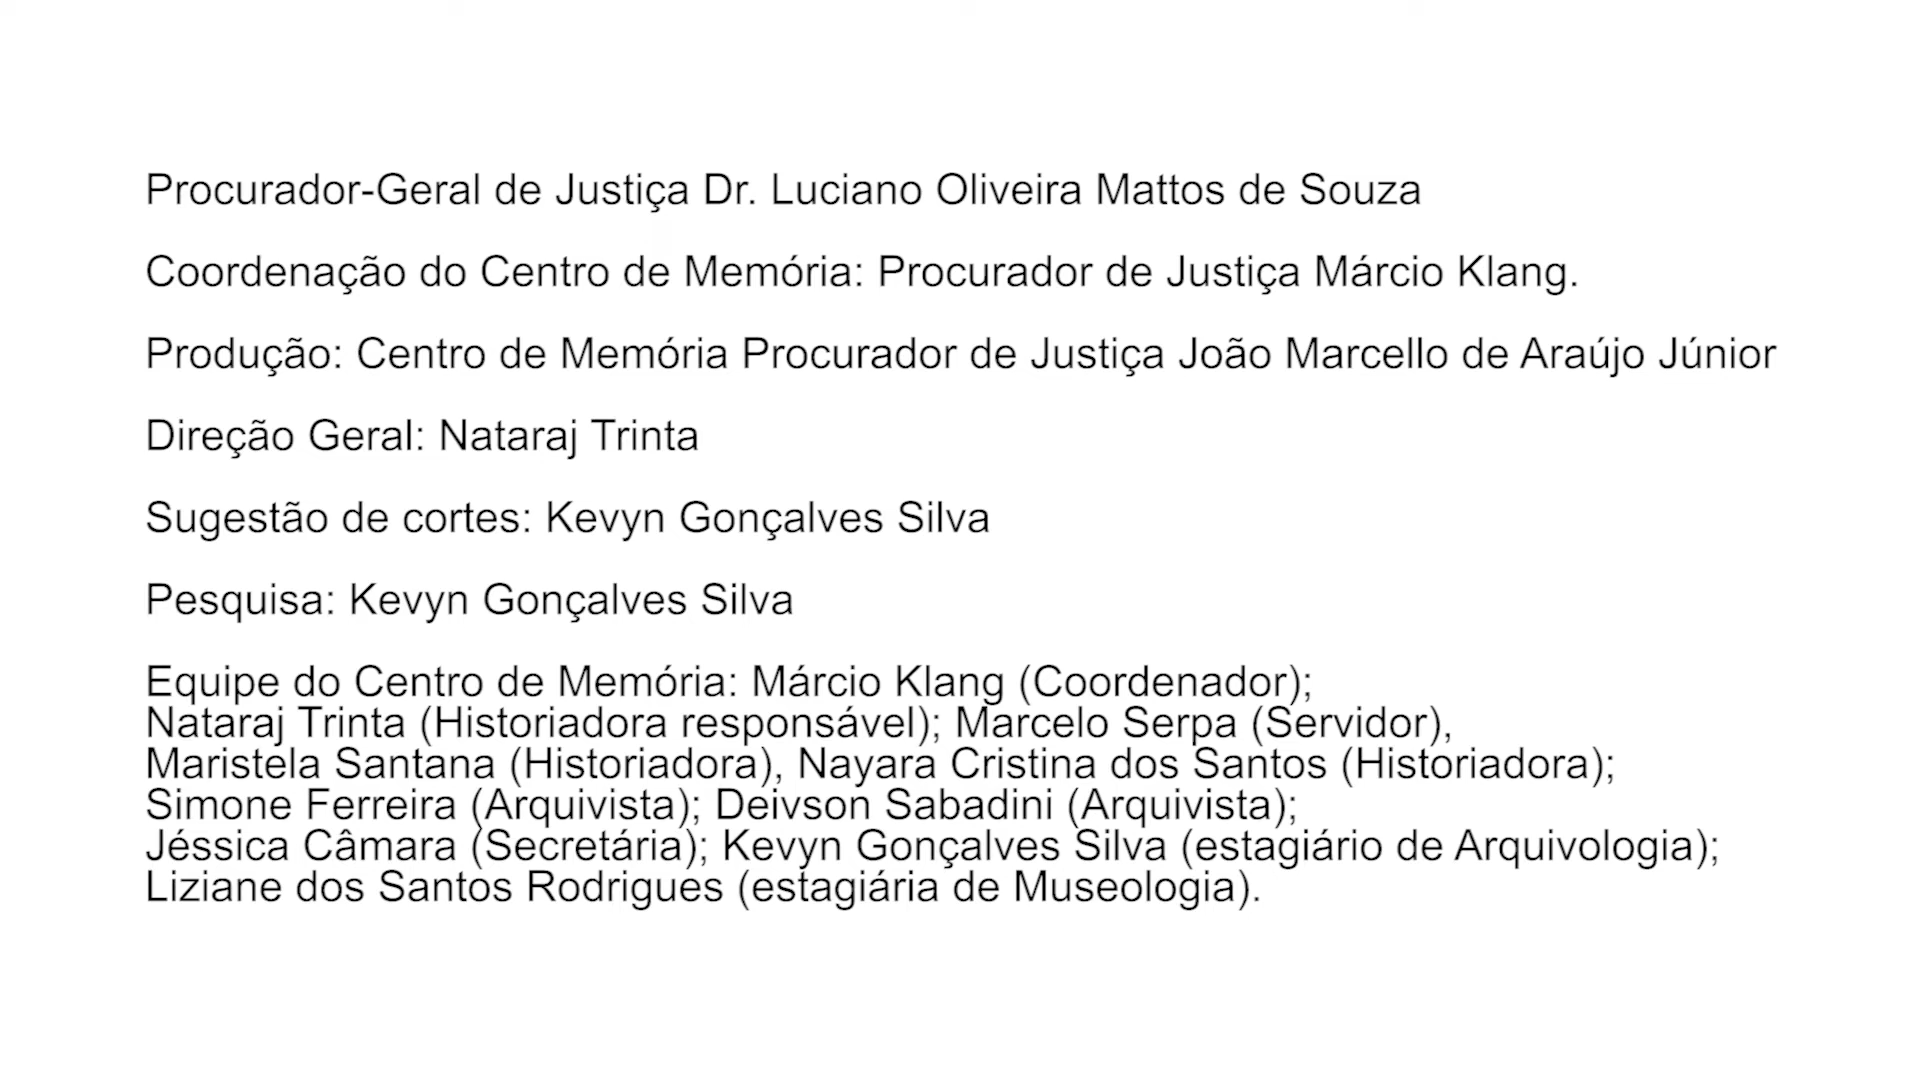 Procurador-Geral de Justiça Dr. Luciano Oliveira Mattos de Souza
Coordenação do Centro de Memória: Procurador de Justiça Márcio Klang.
Produção: Centro de Memória Procurador de Justiça João Marcello de Araújo Júnior
Direção Geral: Nataraj Trinta
Sugestão de cortes: Kevyn Gonçalves Silva
Pesquisa: Kevyn Gonçalves Silva
Equipe do Centro de Memória: Márcio Klang (Coordenador);
Nataraj Trinta (Historiadora responsável); Marcelo Serpa (Servidor),
Maristela Santana (Historiadora), Nayara Cristina dos Santos (Historiadora);
Simone Ferreira (Arquivista); Deivson Sabadini (Arquivista);
Jéssica Câmara (Secretária); Kevyn Gonçalves Silva (estagiário de Arquivologia);
Liziane dos Santos Rodrigues (estagiária de Museologia).